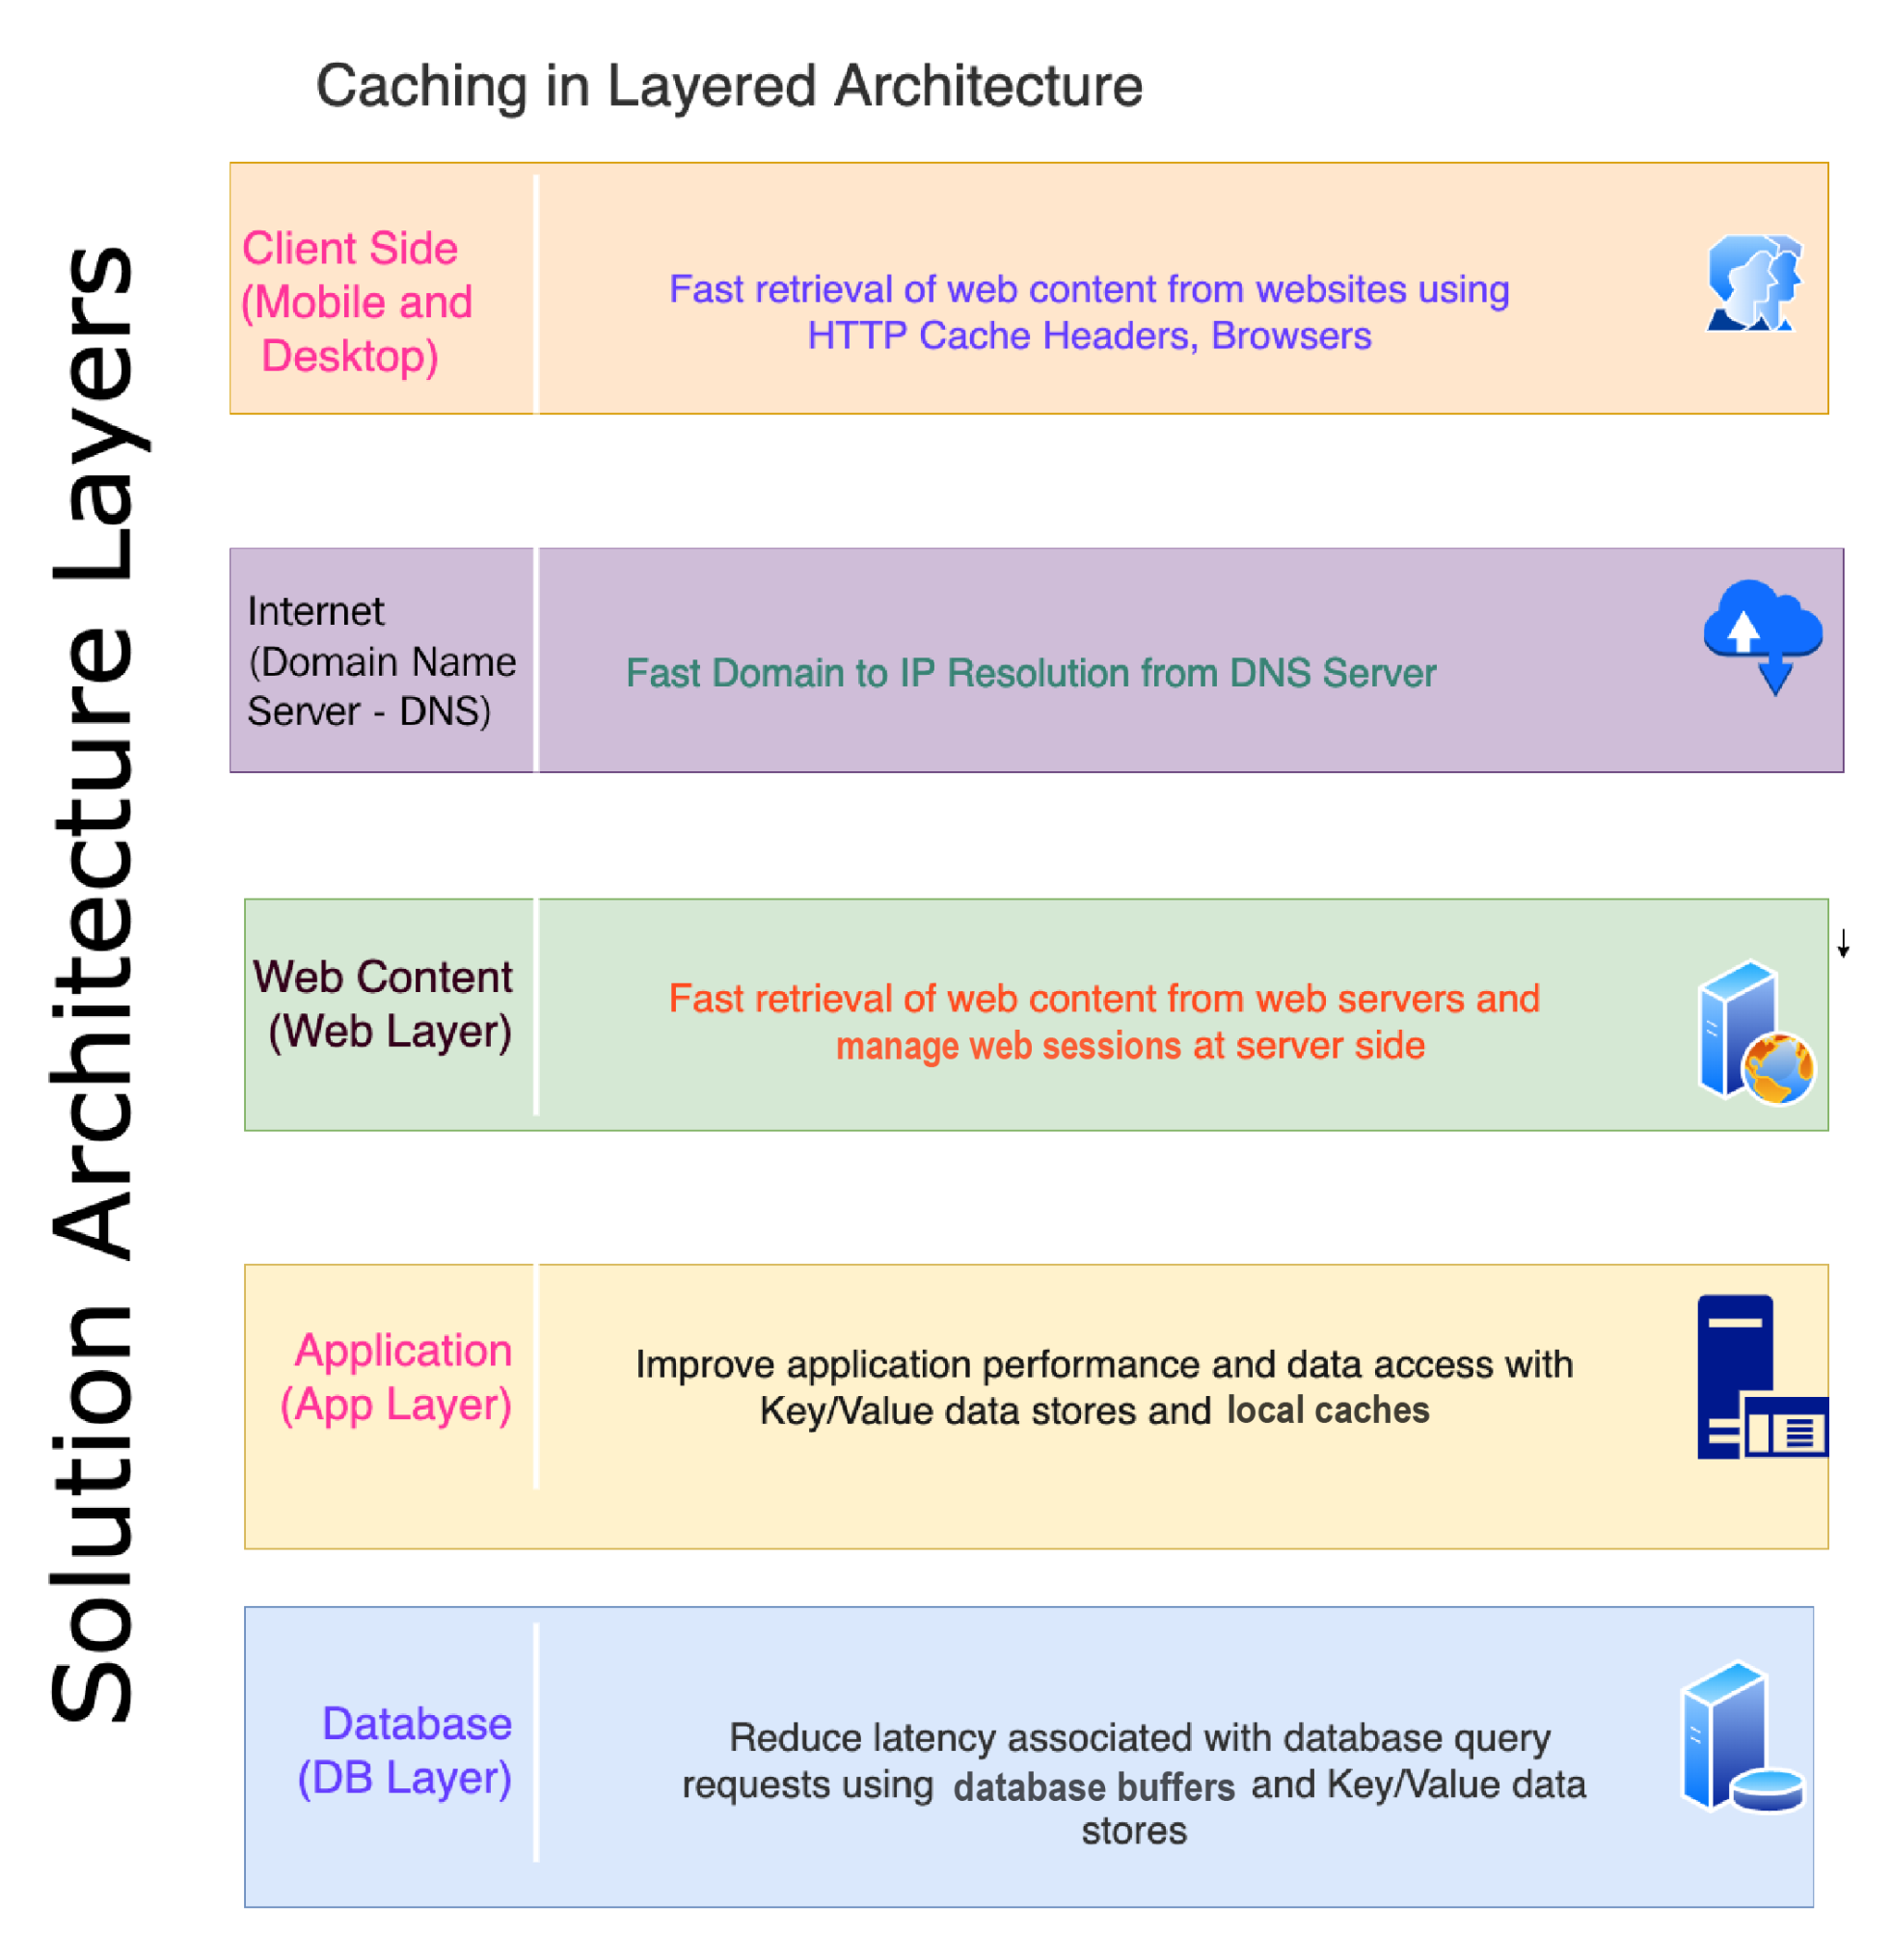 Caching in Layered Architecture
Solution Architecture Layers
Client Side
(Mobile and
Desktop)
Fast retrieval of web content from websites using
HTTP Cache Headers, Browsers
Internet
(Domain Name
Server - DNS)
Fast Domain to IP Resolution from DNS Server
Web Content
(Web Layer)
Fast retrieval of web content from web servers and
manage web sessions at server side
Application
(App Layer)
Improve application performance and data access with
Key/Value data stores and local caches
Database
(DB Layer)
Reduce latency associated with database query
requests using database buffers and Key/Value data
stores